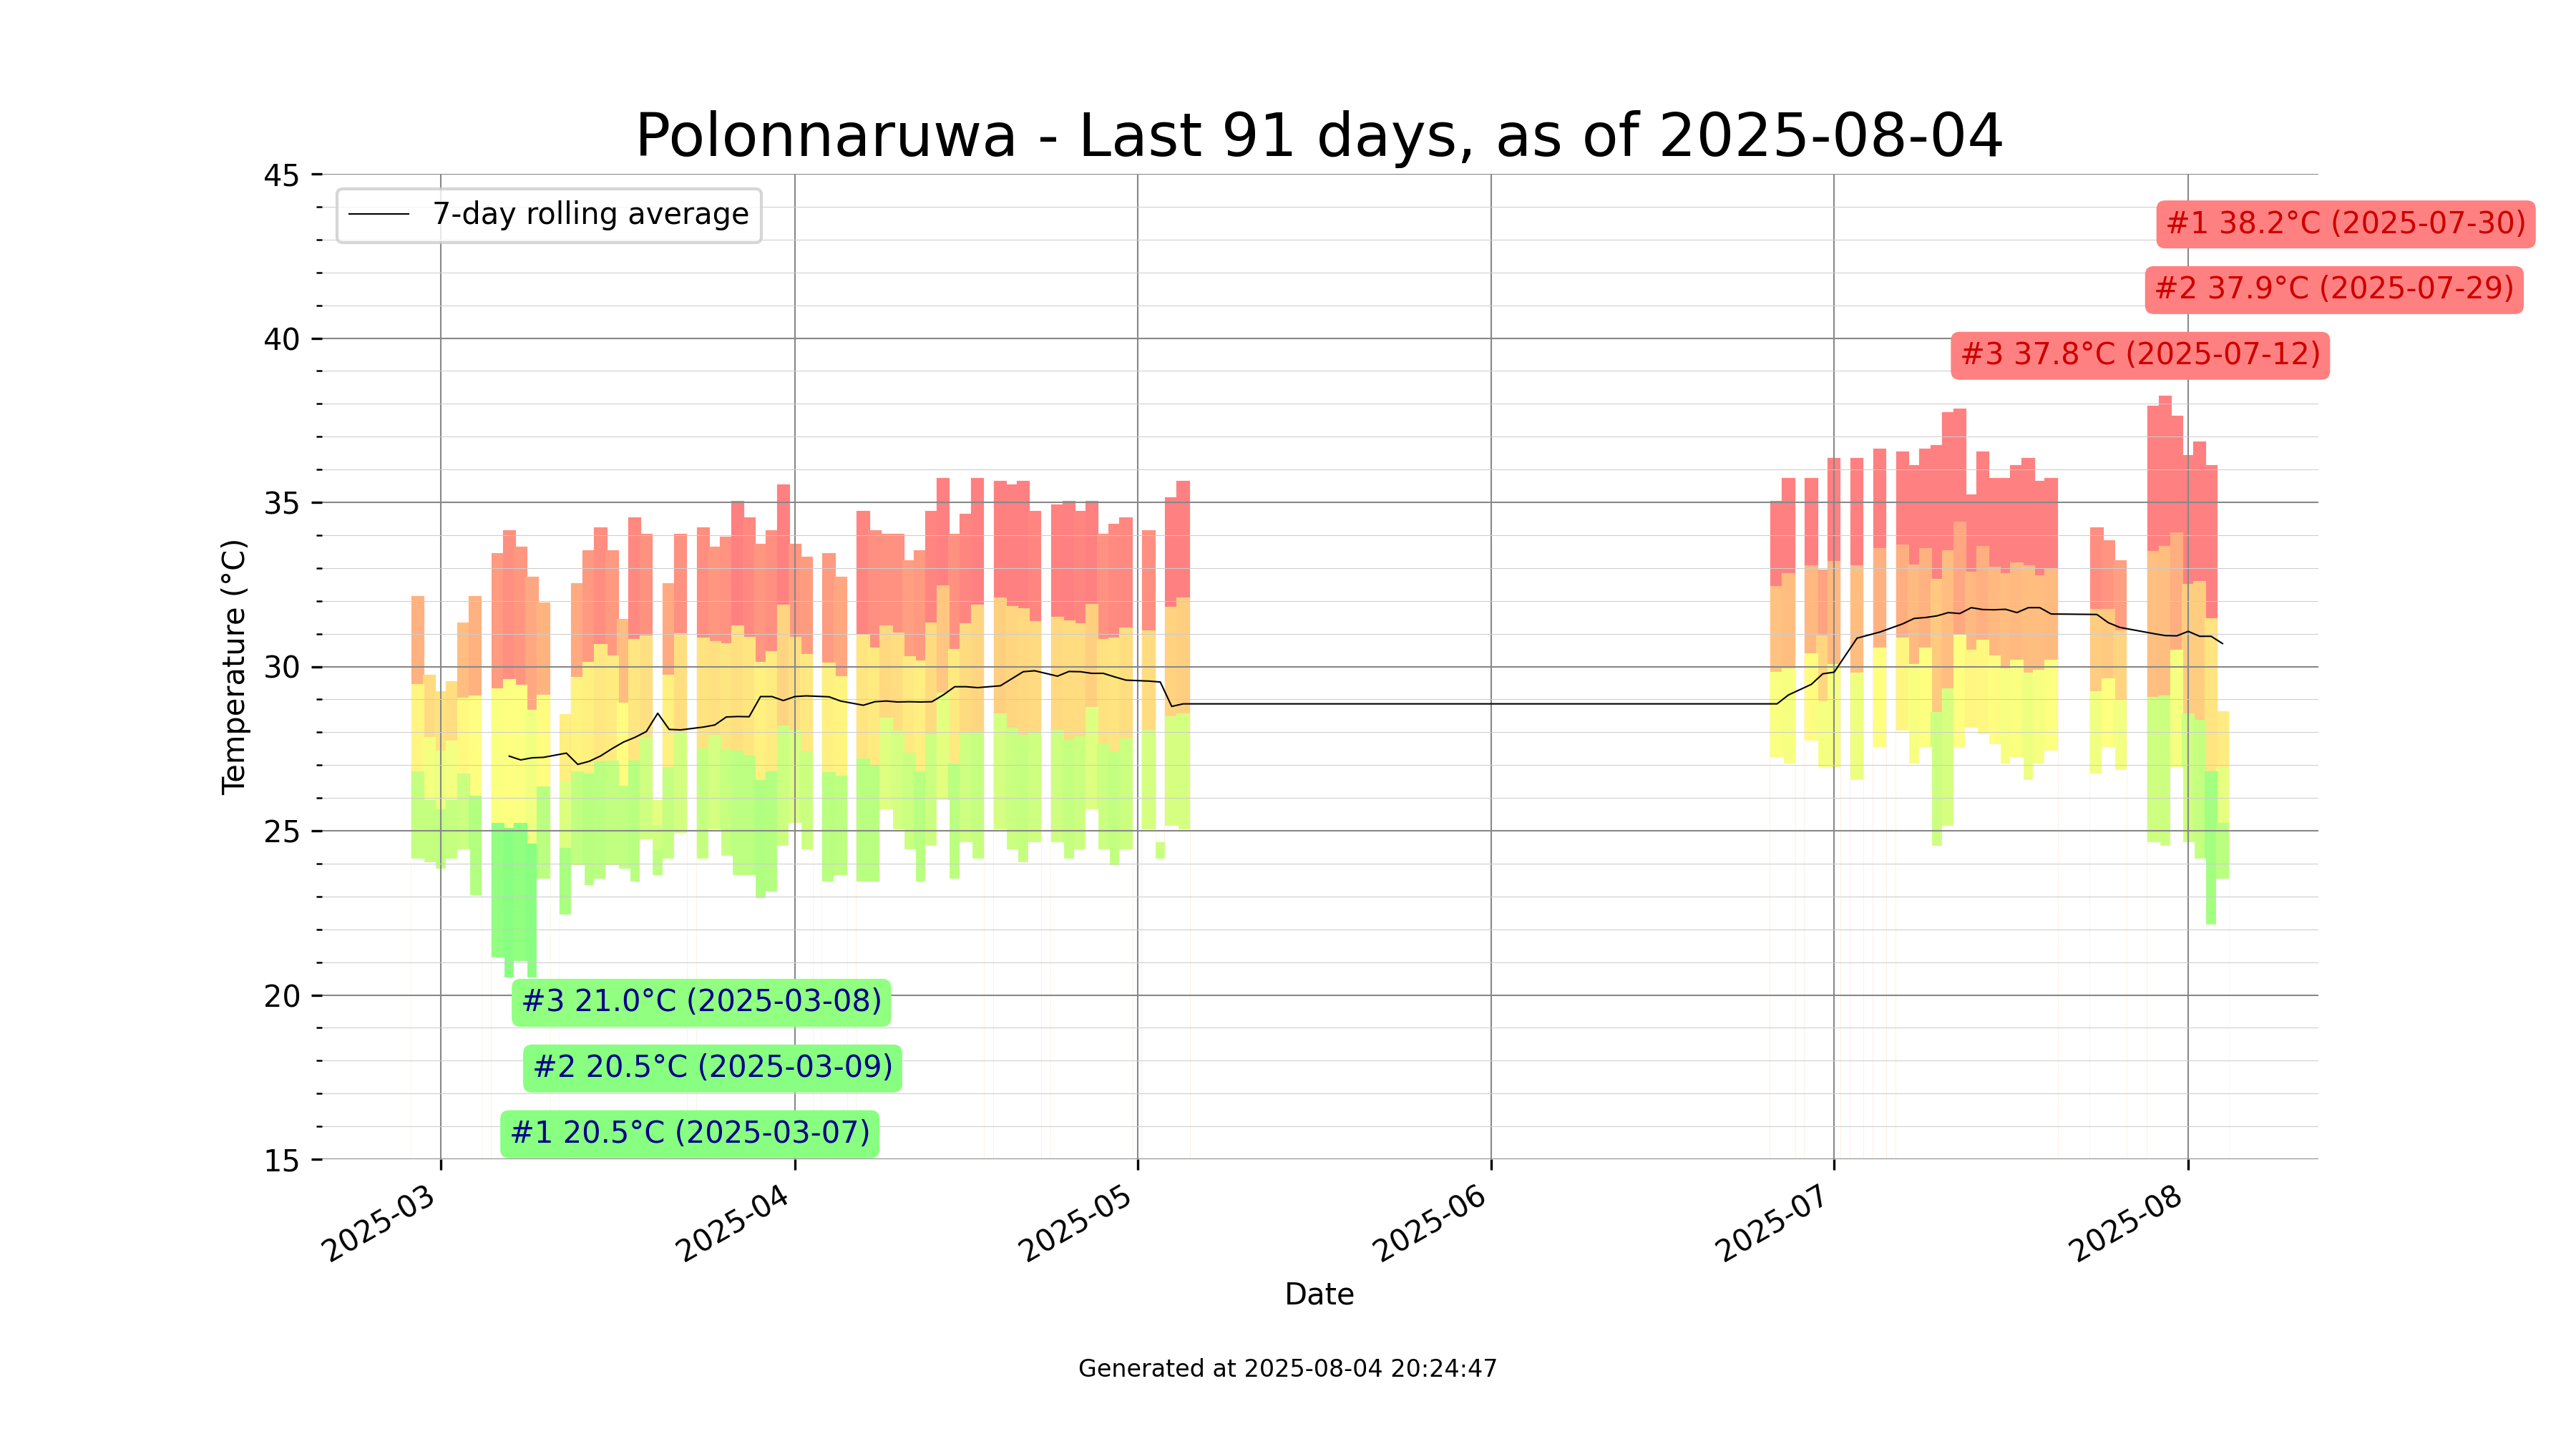 Polonnaruwa - Last 91 days, as of 2025-08-04
45
7-day rolling average
#1 38.2°C (2025-07-30)
#2 37.9°C (2025-07-29)
40
#3 37.8°C (2025-07-12)
35
Temperature (°C)
30
25
20
#3 21.0°C (2025-03-08)
#2 20.5°C (2025-03-09)
#1 20.5°C (2025-03-07)
15
2025-03
2025-04
2025-05
2025-06
2025-07
2025-08
Date
Generated at 2025-08-04 20:24:47